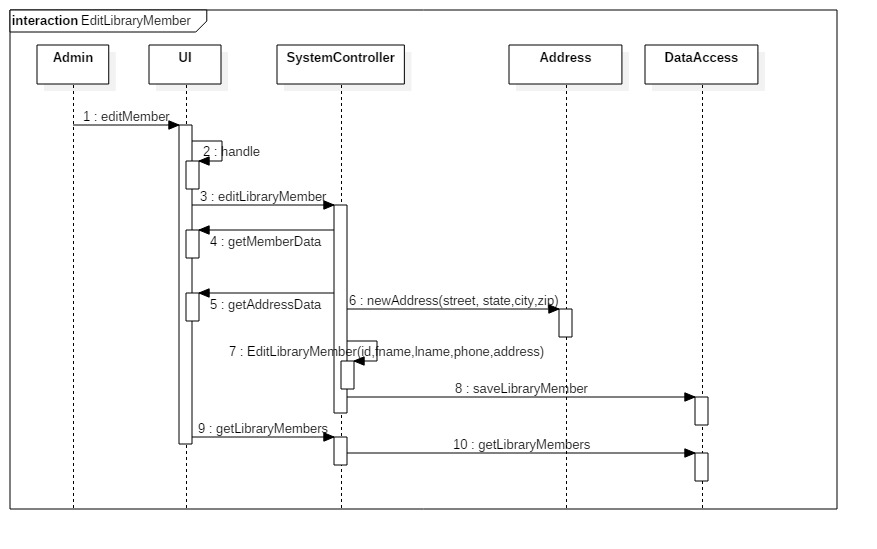 interaction EditLibraryMember
Admin
UI
SystemController
Address
DataAccess
1 : editMember
2 : handle
3 : editLibraryMember
4 : getMemberData
5 : getAddressData
6 : newAddress(street, state,city,zip)
7 : EditLibraryMember(id,fname,lname,phone,address)
8 : saveLibraryMember
9 : getLibraryMembers
10 : getLibraryMembers